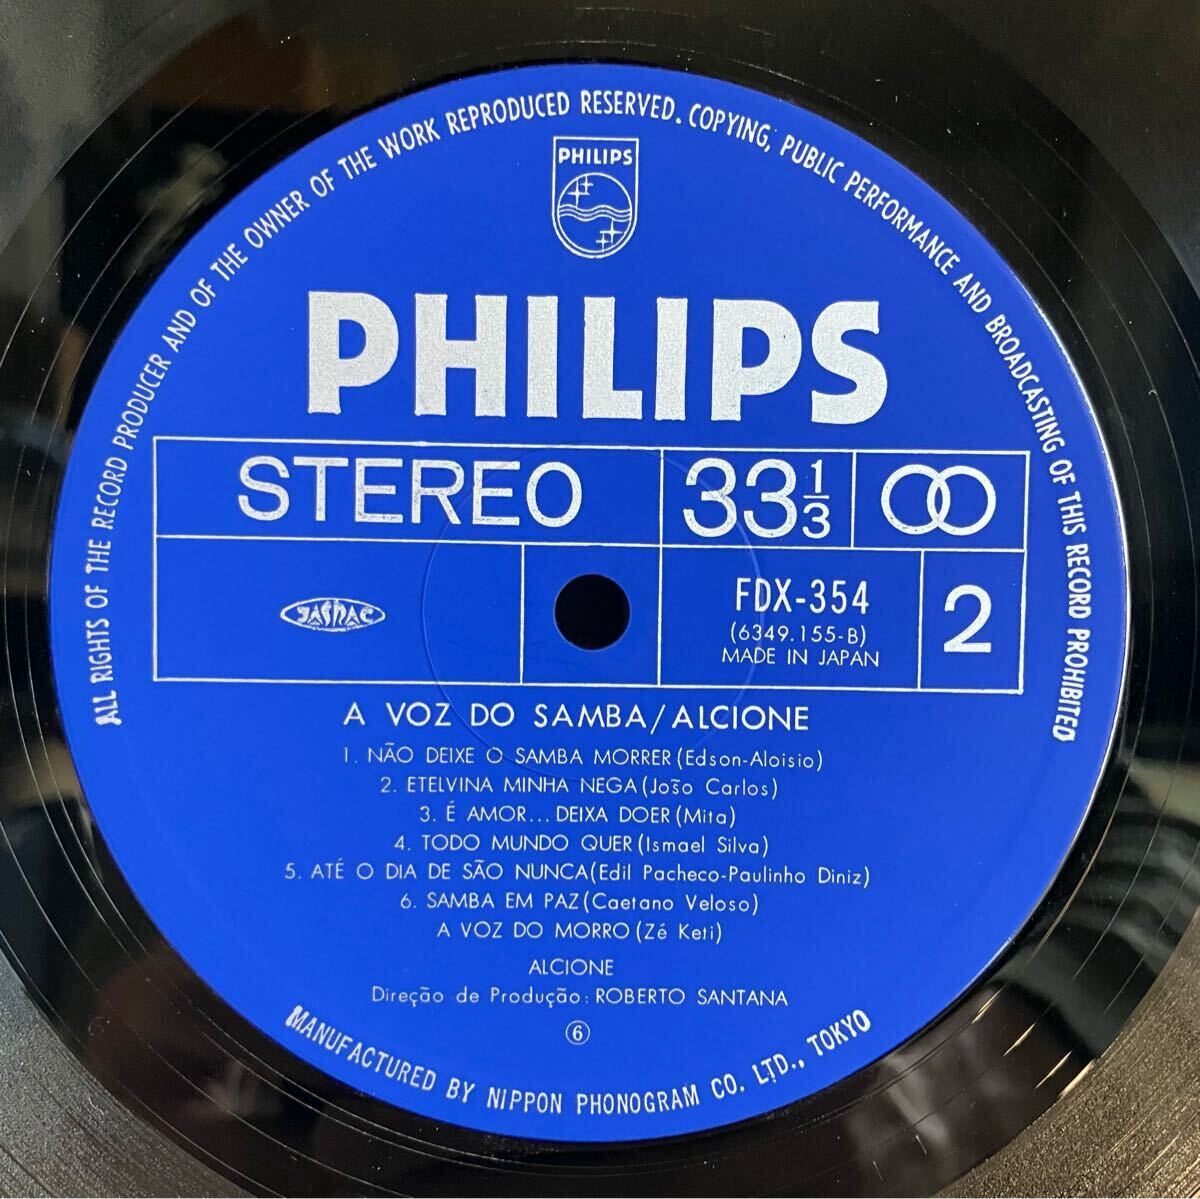 ALL RIGHTS OF THE RECORD PRODUCER AND OF THE OWNER OF THE WORK REPRODUCED RESERVED. COPYING, PUBLIC PERFORMANCE AND BROADCASTING OF THIS RECORD PROHIBITED
PHILIPS
PHILIPS
STEREO 33 1/3
JASRAC
FDX-354
(6349.155-B)
MADE IN JAPAN
2
A VOZ DO SAMBA/ALCIONE
1. NÃO DEIXE O SAMBA MORRER(Edson-Aloisio)
2. ETELVINA MINHA NEGA(João Carlos)
3. É AMOR... DEIXA DOER(Mita)
4. TODO MUNDO QUER(Ismael Silva)
5. ATÉ O DIA DE SÃO NUNCA(Edil Pacheco-Paulinho Diniz)
6. SAMBA EM PAZ(Caetano Veloso)
A VOZ DO MORRO(Zé Keti)
ALCIONE
Direção de Produção: ROBERTO SANTANA
⑥
MANUFACTURED BY NIPPON PHONOGRAM CO. LTD., TOKYO